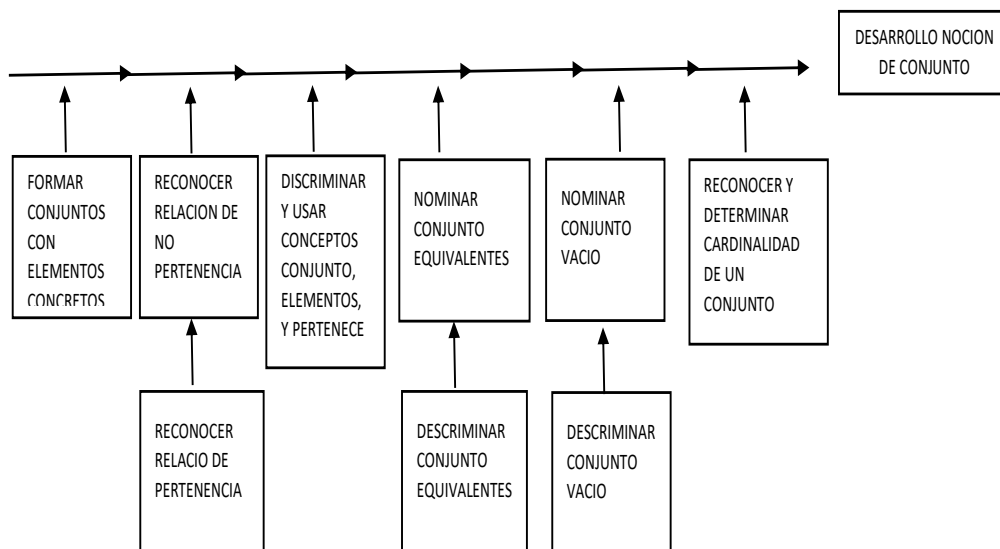 DESARROLLO NOCION
DE CONJUNTO
FORMAR
CONJUNTOS
CON
ELEMENTOS
CONCRETOS
RECONOCER
RELACION DE
NO
PERTENENCIA
DISCRIMINAR
Y USAR
CONCEPTOS
CONJUNTO,
ELEMENTOS,
Y PERTENECE
NOMINAR
CONJUNTO
EQUIVALENTES
NOMINAR
CONJUNTO
VACIO
RECONOCER Y
DETERMINAR
CARDINALIDAD
DE UN
CONJUNTO
RECONOCER
RELACIO DE
PERTENENCIA
DESCRIMINAR
CONJUNTO
EQUIVALENTES
DESCRIMINAR
CONJUNTO
VACIO